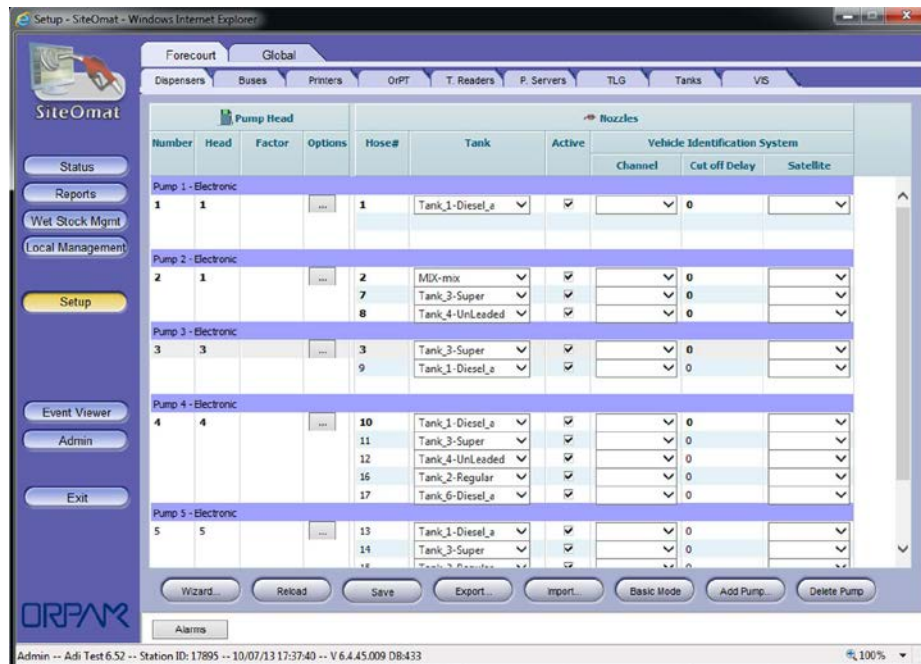 Setup - SiteOmat - Windows Internet Explorer
SiteOmat
Status
Reports
Wet Stock Mgmt
Local Management
Setup
Event Viewer
Admin
Exit
ORPAK
Forecourt Global
Dispensers Buses Printers OrPT T. Readers P. Servers TLG Tanks VIS
Pump Head Nozzles
Number Head Factor Options Hose# Tank Active Vehicle Identification System
Channel Cut off Delay Satellite
Pump 1 - Electronic
1 1 ... 1 Tank_1-Diesel_a 0
Pump 2 - Electronic
2 1 ... 2 MIX-mix 0
7 Tank_3-Super 0
8 Tank_4-UnLeaded 0
Pump 3 - Electronic
3 3 ... 3 Tank_3-Super 0
9 Tank_1-Diesel_a 0
Pump 4 - Electronic
4 4 ... 10 Tank_1-Diesel_a 0
11 Tank_3-Super 0
12 Tank_4-UnLeaded 0
16 Tank_2-Regular 0
17 Tank_6-Diesel_a 0
Pump 5 - Electronic
5 5 ... 13 Tank_1-Diesel_a 0
14 Tank_3-Super 0
Wizard... Reload Save Export... Import... Basic Mode Add Pump... Delete Pump
Alarms
Admin -- Adi Test 6.52 -- Station ID: 17895 -- 10/07/13 17:37:40 -- V 6.4.45.009 DB:433 100%